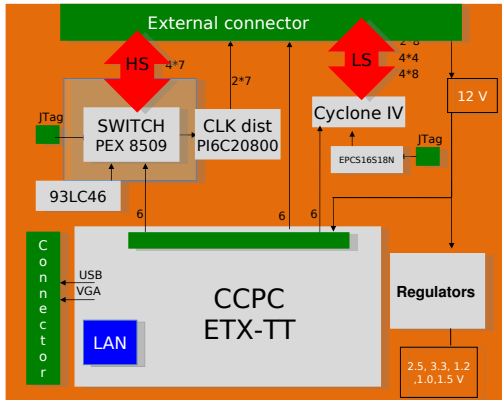 External connector
HS
4*7
2*7
LS
2*8
4*4
4*8
12 V
JTag
SWITCH
PEX 8509
CLK dist
PI6C20800
Cyclone IV
EPCS16S18N
JTag
93LC46
6
6
6
Connector
USB
VGA
CCPC
ETX-TT
LAN
Regulators
2.5, 3.3, 1.2
,1.0,1.5 V